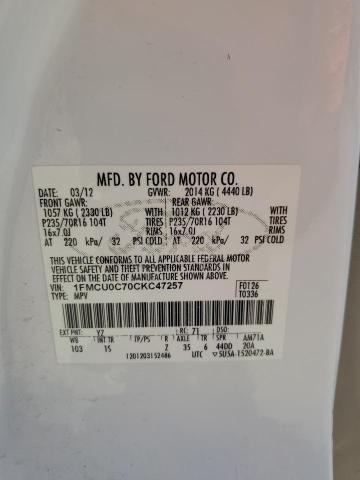 MFD. BY FORD MOTOR CO.
DATE: 03/12 GVWR: 2014 KG (4440 LB)
FRONT GAWR: REAR GAWR:
1057 KG (2330 LB) WITH 1012 KG (2230 LB) WITH
P235/70R16 104T TIRES P235/70R16 104T TIRES
16x7.0J RIMS 16x7.0J RIMS
AT 220 kPa/ 32 PSI COLD AT 220 kPa/ 32 PSI COLD
THIS VEHICLE CONFORMS TO ALL APPLICABLE FEDERAL MOTOR
VEHICLE SAFETY AND BUMPER STANDARDS IN EFFECT ON THE
DATE OF MANUFACTURE SHOWN ABOVE.
VIN: 1FMCU0C70CKC47257 F0126
TYPE: MPV T0336
EXT PNT: YZ RC: 71 DSO:
WB INT TR TP/PS R AXLE TR SPR AM71A
103 15 7 35 6 44DD 20A
1201203152486 UTC 5U5A-1520472-BA